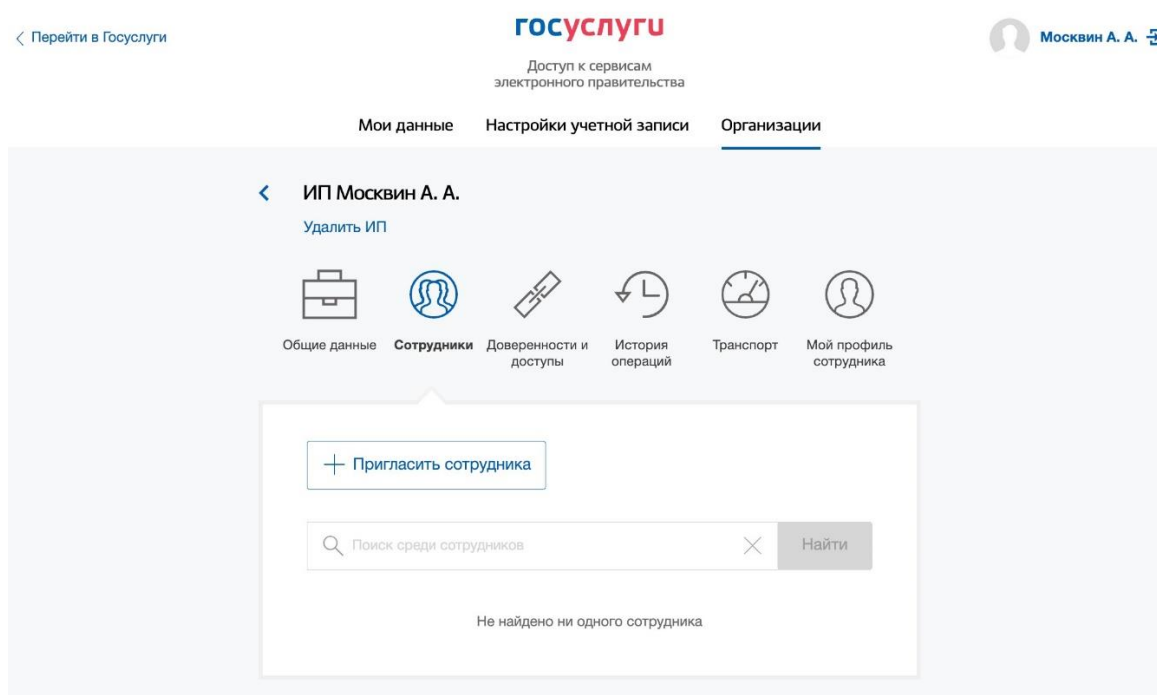 Перейти в Госуслуги
госуслуги
Москвин А. А.
Доступ к сервисам
электронного правительства
Мои данные Настройки учетной записи Организации
ИП Москвин А. А.
Удалить ИП
Общие данные Сотрудники Доверенности и доступы История операций Транспорт Мой профиль сотрудника
Пригласить сотрудника
Поиск среди сотрудников Найти
Не найдено ни одного сотрудника